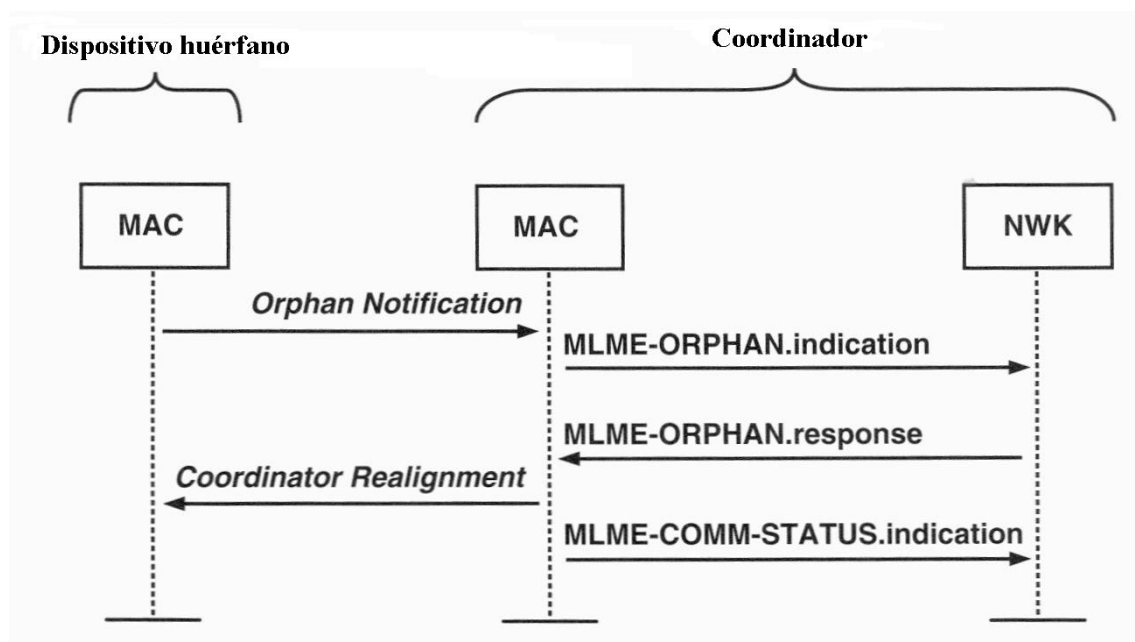 Dispositivo huérfano
Coordinador
MAC
MAC
NWK
Orphan Notification
MLME-ORPHAN.indication
MLME-ORPHAN.response
Coordinator Realignment
MLME-COMM-STATUS.indication